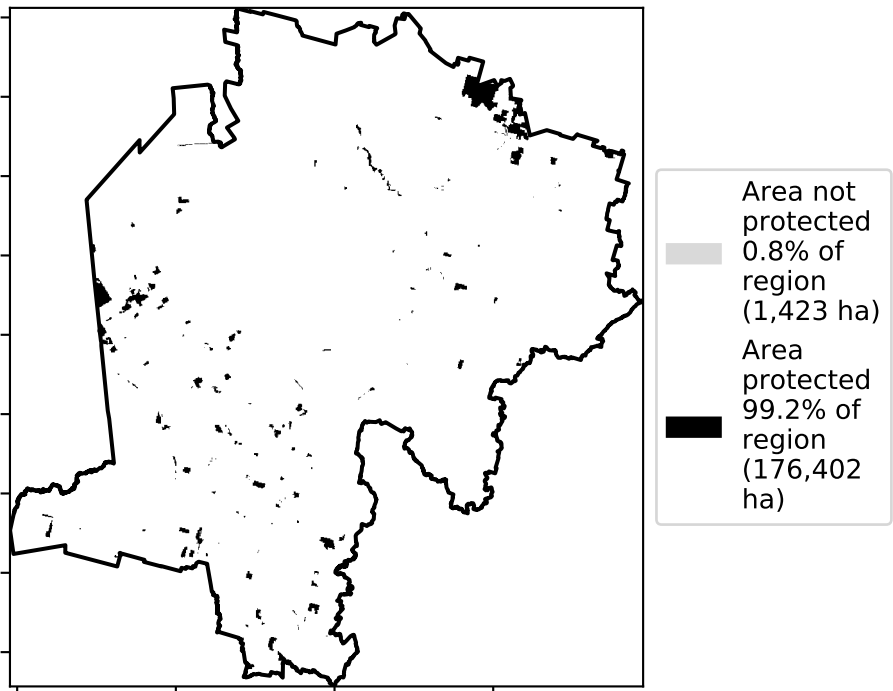 Area not
protected
0.8% of
region
(1,423 ha)
Area
protected
99.2% of
region
(176,402
ha)